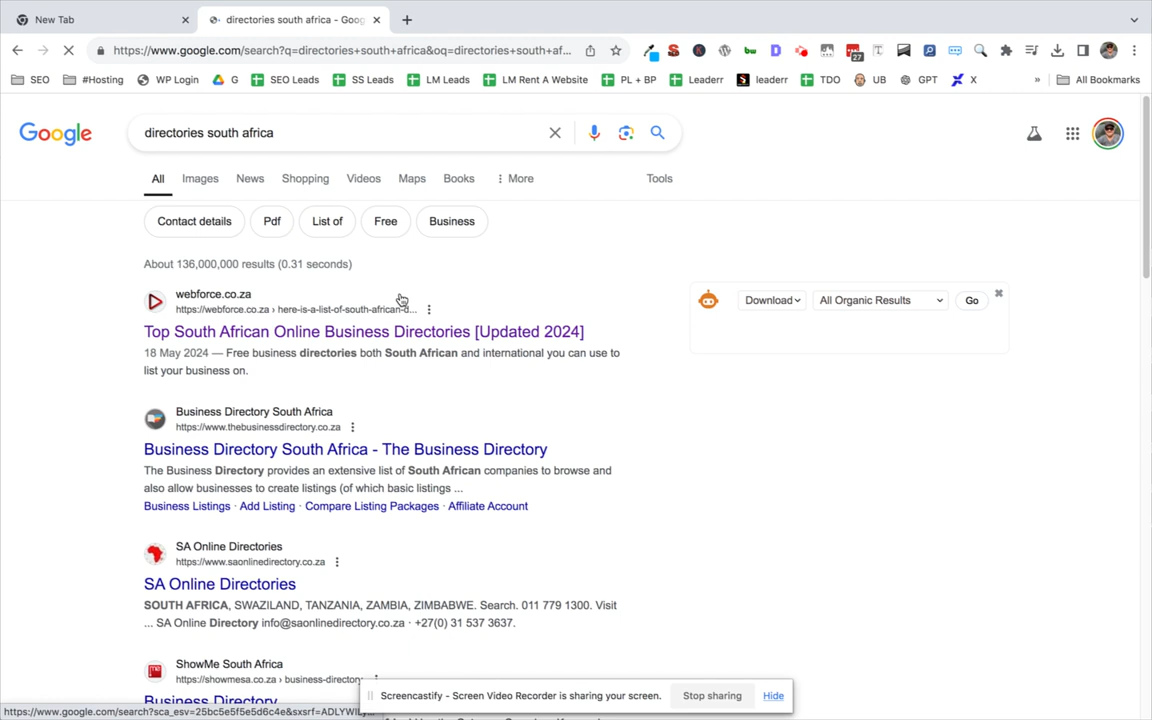 New Tab
directories south africa - Goog
https://www.google.com/search?q=directories+south+africa&oq=directories+south+af...
27
SEO
#Hosting
WP Login
G
SEO Leads
SS Leads
LM Leads
LM Rent A Website
PL + BP
Leaderr
leaderr
TDO
UB
GPT
X
»
All Bookmarks
Google
directories south africa
All
Images
News
Shopping
Videos
Maps
Books
More
Tools
Contact details
Pdf
List of
Free
Business
About 136,000,000 results (0.31 seconds)
webforce.co.za
https://webforce.co.za › here-is-a-list-of-south-african-d...
Top South African Online Business Directories [Updated 2024]
18 May 2024 — Free business directories both South African and international you can use to
list your business on.
Download
All Organic Results
Go
Business Directory South Africa
https://www.thebusinessdirectory.co.za
Business Directory South Africa - The Business Directory
The Business Directory provides an extensive list of South African companies to browse and
also allow businesses to create listings (of which basic listings ...
Business Listings · Add Listing · Compare Listing Packages · Affiliate Account
SA Online Directories
https://www.saonlinedirectory.co.za
SA Online Directories
SOUTH AFRICA, SWAZILAND, TANZANIA, ZAMBIA, ZIMBABWE. Search. 011 779 1300. Visit
... SA Online Directory info@saonlinedirectory.co.za · +27(0) 31 537 3637.
ShowMe South Africa
https://showmesa.co.za › business-directory
Business Directory
Screencastify - Screen Video Recorder is sharing your screen.
Stop sharing
Hide